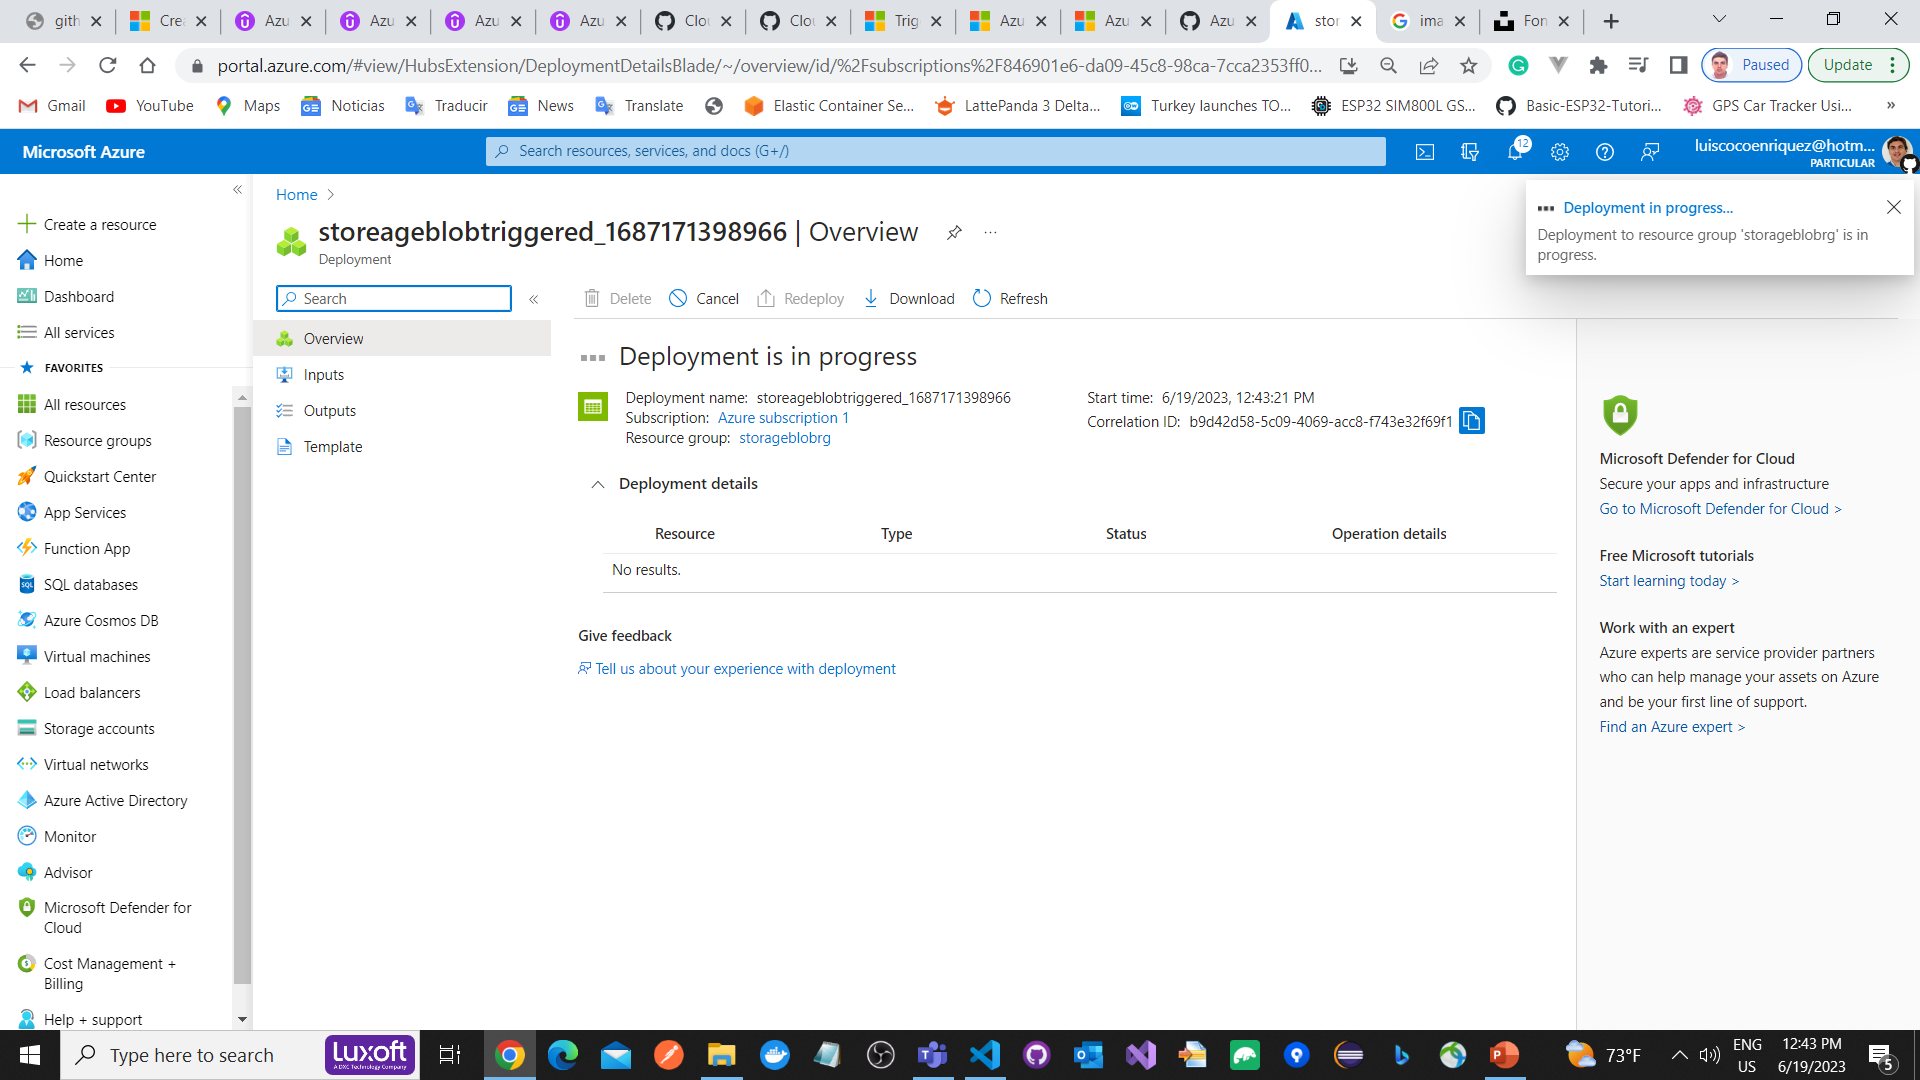 gith
Crea
Azu
Azu
Azu
Azu
Clou
Clou
Trig
Azu
Azu
Azu
stor
ima
Fon
portal.azure.com/#view/HubsExtension/DeploymentDetailsBlade/~/overview/id/%2Fsubscriptions%2F846901e6-da09-45c8-98ca-7cca2353ff0...
Paused
Update
Gmail
YouTube
Maps
Noticias
Traducir
News
Translate
Elastic Container Se...
LattePanda 3 Delta...
Turkey launches TO...
ESP32 SIM800L GS...
Basic-ESP32-Tutori...
GPS Car Tracker Usi...
»
Microsoft Azure
Search resources, services, and docs (G+/)
12
luiscocoenriquez@hotm...
PARTICULAR
Deployment in progress...
Deployment to resource group 'storageblobrg' is in
progress.
Create a resource
Home
Dashboard
All services
FAVORITES
All resources
Resource groups
Quickstart Center
App Services
Function App
SQL databases
Azure Cosmos DB
Virtual machines
Load balancers
Storage accounts
Virtual networks
Azure Active Directory
Monitor
Advisor
Microsoft Defender for
Cloud
Cost Management +
Billing
Help + support
Home >
storeageblobtriggered_1687171398966 | Overview
Deployment
Search
Overview
Inputs
Outputs
Template
Delete
Cancel
Redeploy
Download
Refresh
Deployment is in progress
Deployment name: storeageblobtriggered_1687171398966
Subscription: Azure subscription 1
Resource group: storageblobrg
Start time: 6/19/2023, 12:43:21 PM
Correlation ID: b9d42d58-5c09-4069-acc8-f743e32f69f1
Deployment details
Resource Type Status Operation details
No results.
Give feedback
Tell us about your experience with deployment
Microsoft Defender for Cloud
Secure your apps and infrastructure
Go to Microsoft Defender for Cloud >
Free Microsoft tutorials
Start learning today >
Work with an expert
Azure experts are service provider partners
who can help manage your assets on Azure
and be your first line of support.
Find an Azure expert >
Type here to search
luxoft
A DXC Technology Company
73°F
ENG
US
12:43 PM
6/19/2023
5